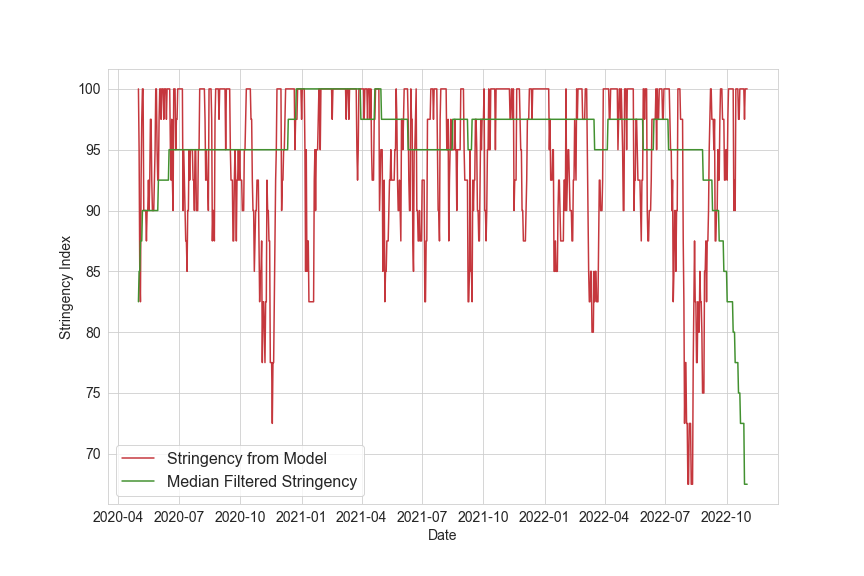 100
95
90
85
80
75
70
Stringency Index
Stringency from Model
Median Filtered Stringency
2020-04 2020-07 2020-10 2021-01 2021-04 2021-07 2021-10 2022-01 2022-04 2022-07 2022-10
Date